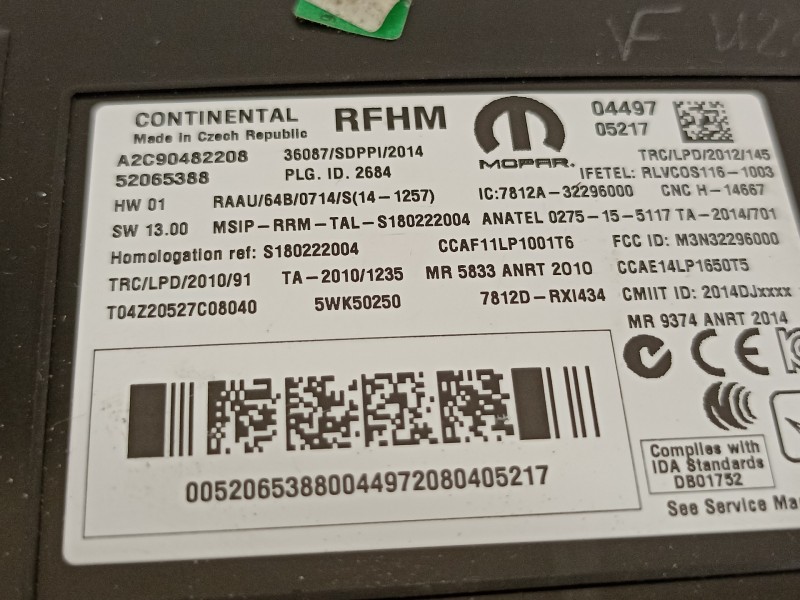 CONTINENTAL RFHM 04497
Made in Czech Republic MOPAR. 05217
A2C90482208 36087/SDPPI/2014 TRC/LPD/2012/145
52065388 PLG. ID. 2684 IFETEL: RLVCOS116-1003
HW 01 RAAU/64B/0714/S(14-1257) IC:7812A-32296000 CNC H-14667
SW 13.00 MSIP-RRM-TAL-S180222004 ANATEL 0275-15-5117 TA-2014/701
Homologation ref: S180222004 CCAF11LP1001T6 FCC ID: M3N32296000
TRC/LPD/2010/91 TA-2010/1235 MR 5833 ANRT 2010 CCAE14LP1650T5
T04Z20527C08040 5WK50250 7812D-RXI434 CMIIT ID: 2014DJxxxx
MR 9374 ANRT 2014
CE
Complies with
IDA Standards
DB01752
00520653880044972080405217
See Service